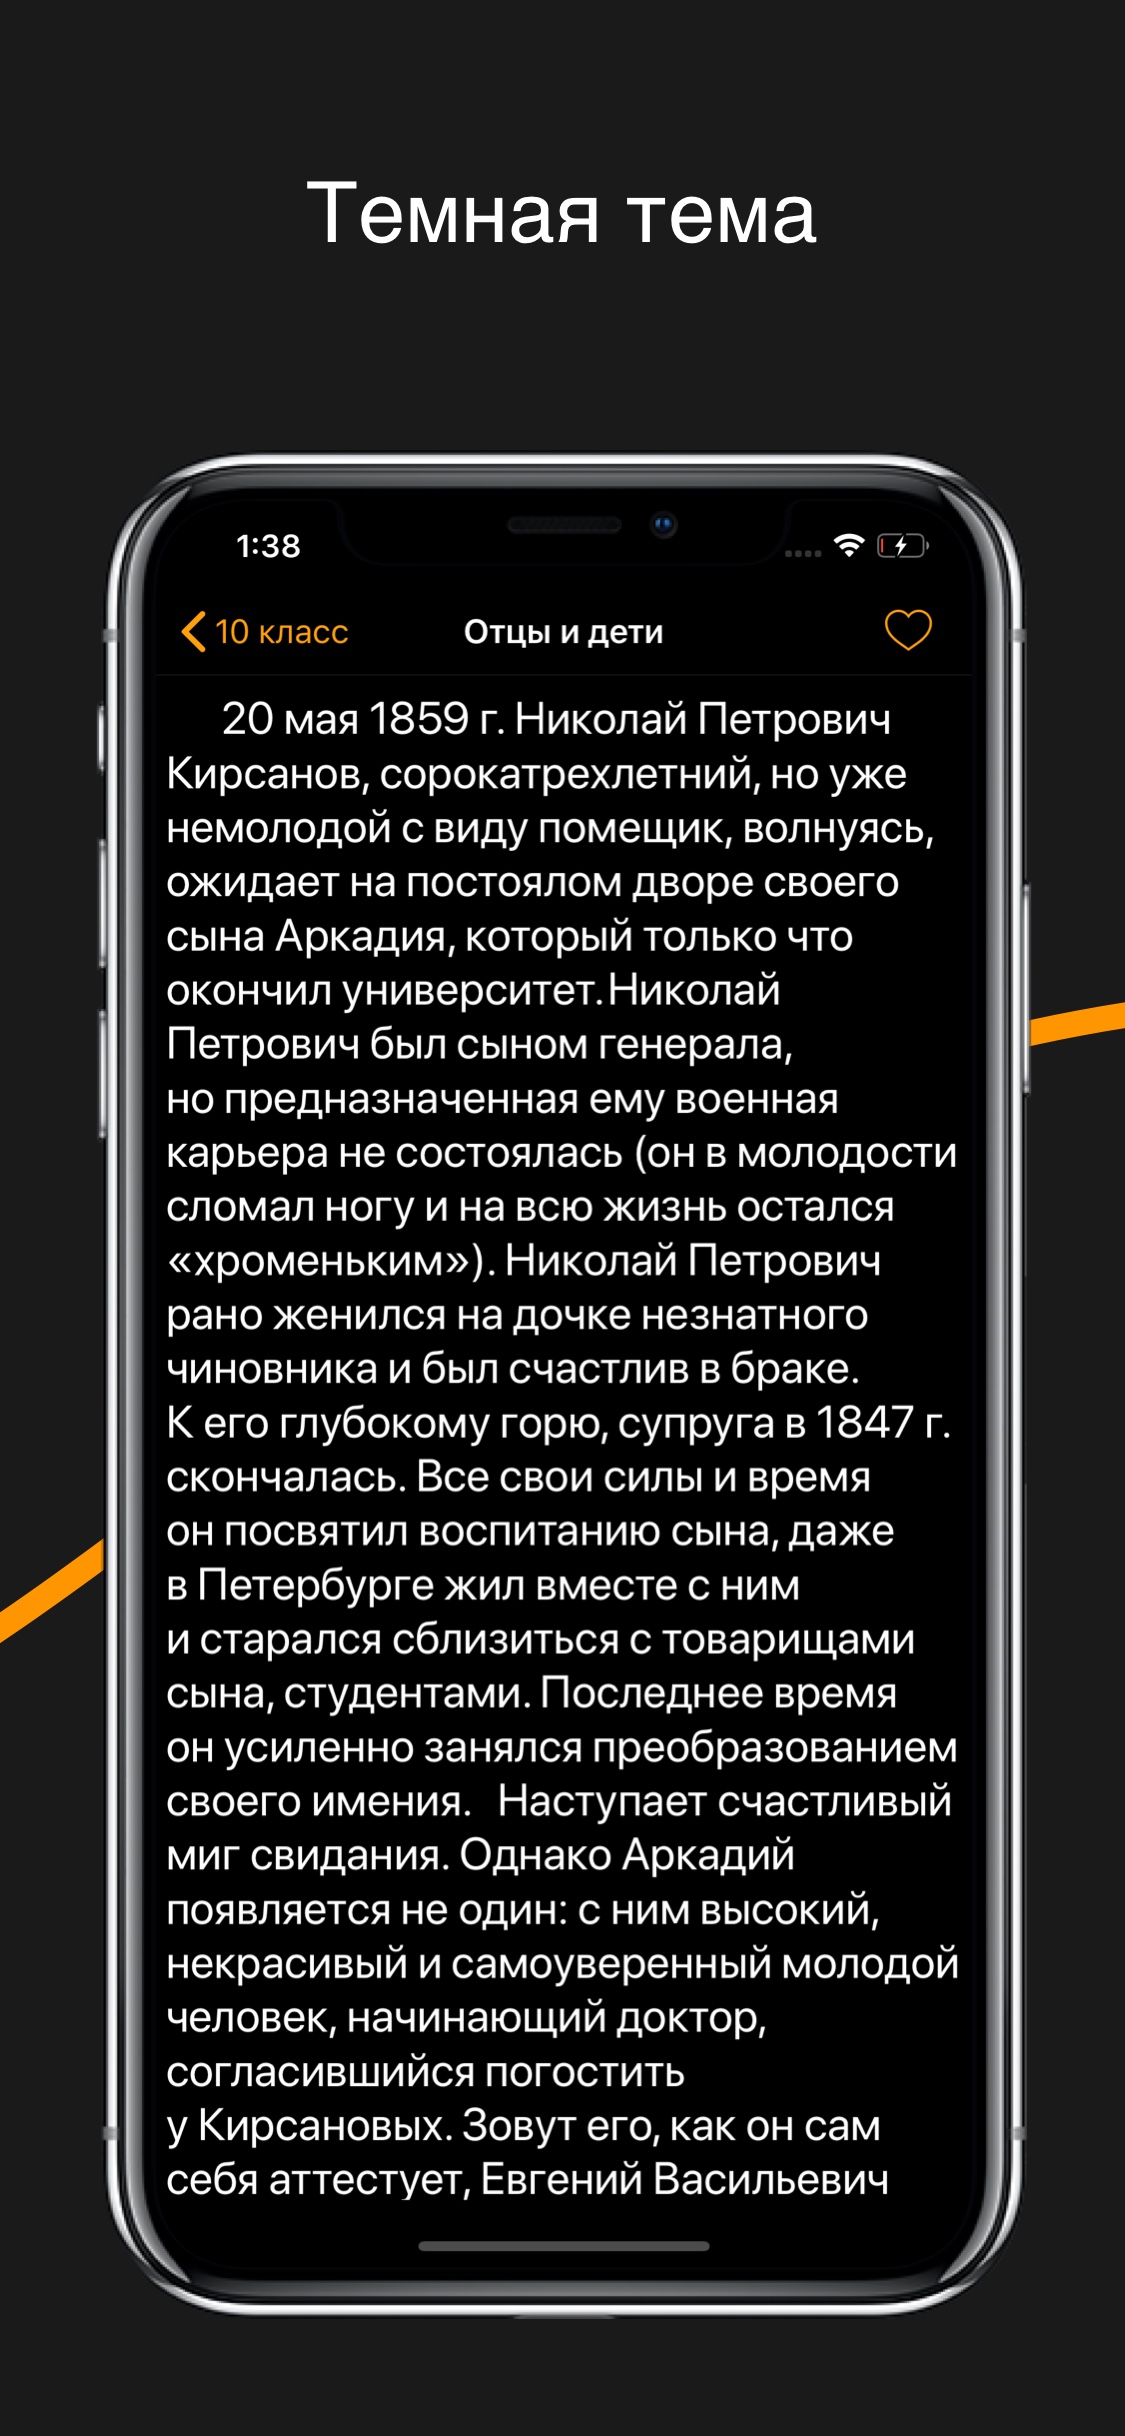 Темная тема
1:38
10 класс
Отцы и дети
20 мая 1859 г. Николай Петрович
Кирсанов, сорокатрехлетний, но уже
немолодой с виду помещик, волнуясь,
ожидает на постоялом дворе своего
сына Аркадия, который только что
окончил университет.Николай
Петрович был сыном генерала,
но предназначенная ему военная
карьера не состоялась (он в молодости
сломал ногу и на всю жизнь остался
«хроменьким»). Николай Петрович
рано женился на дочке незнатного
чиновника и был счастлив в браке.
К его глубокому горю, супруга в 1847 г.
скончалась. Все свои силы и время
он посвятил воспитанию сына, даже
в Петербурге жил вместе с ним
и старался сблизиться с товарищами
сына, студентами. Последнее время
он усиленно занялся преобразованием
своего имения.   Наступает счастливый
миг свидания. Однако Аркадий
появляется не один: с ним высокий,
некрасивый и самоуверенный молодой
человек, начинающий доктор,
согласившийся погостить
у Кирсановых. Зовут его, как он сам
себя аттестует, Евгений Васильевич